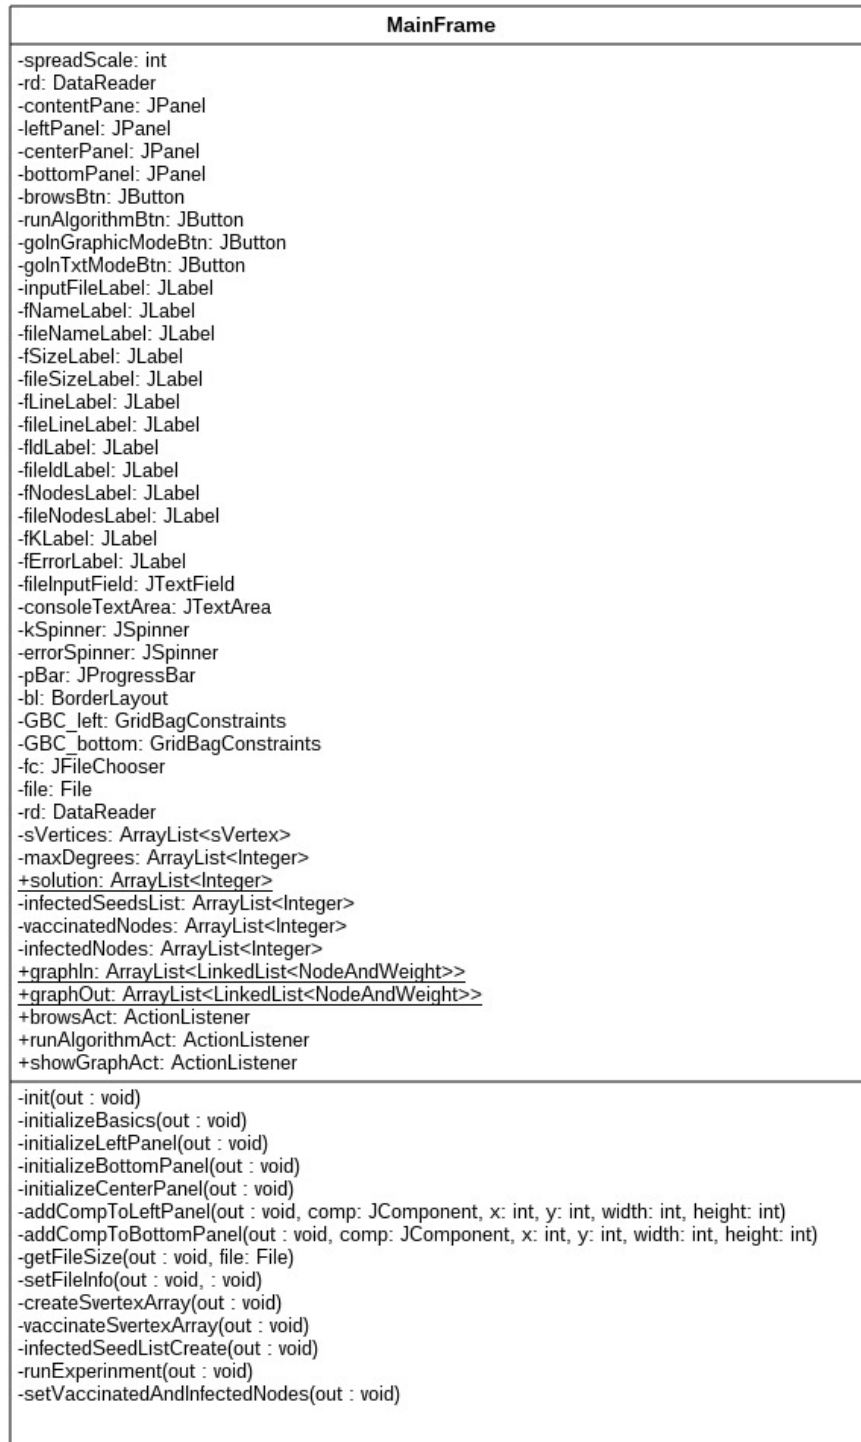 MainFrame
-spreadScale: int
-rd: DataReader
-contentPane: JPanel
-leftPanel: JPanel
-centerPanel: JPanel
-bottomPanel: JPanel
-browsBtn: JButton
-runAlgorithmBtn: JButton
-goInGraphicModeBtn: JButton
-goInTxtModeBtn: JButton
-inputFileLabel: JLabel
-fNameLabel: JLabel
-fileNameLabel: JLabel
-fSizeLabel: JLabel
-fileSizeLabel: JLabel
-fLineLabel: JLabel
-fileLineLabel: JLabel
-fIdLabel: JLabel
-fileIdLabel: JLabel
-fNodesLabel: JLabel
-fileNodesLabel: JLabel
-fKLabel: JLabel
-fErrorLabel: JLabel
-fileInputField: JTextField
-consoleTextArea: JTextArea
-kSpinner: JSpinner
-errorSpinner: JSpinner
-pBar: JProgressBar
-bl: BorderLayout
-GBC_left: GridBagConstraints
-GBC_bottom: GridBagConstraints
-fc: JFileChooser
-file: File
-rd: DataReader
-sVertices: ArrayList<sVertex>
-maxDegrees: ArrayList<Integer>
+solution: ArrayList<Integer>
-infectedSeedsList: ArrayList<Integer>
-vaccinatedNodes: ArrayList<Integer>
-infectedNodes: ArrayList<Integer>
+graphIn: ArrayList<LinkedList<NodeAndWeight>>
+graphOut: ArrayList<LinkedList<NodeAndWeight>>
+browsAct: ActionListener
+runAlgorithmAct: ActionListener
+showGraphAct: ActionListener
-init(out : void)
-initializeBasics(out : void)
-initializeLeftPanel(out : void)
-initializeBottomPanel(out : void)
-initializeCenterPanel(out : void)
-addCompToLeftPanel(out : void, comp: JComponent, x: int, y: int, width: int, height: int)
-addCompToBottomPanel(out : void, comp: JComponent, x: int, y: int, width: int, height: int)
-getFileSize(out : void, file: File)
-setFileInfo(out : void, : void)
-createSvertexArray(out : void)
-vaccinateSvertexArray(out : void)
-infectedSeedListCreate(out : void)
-runExperinment(out : void)
-setVaccinatedAndInfectedNodes(out : void)